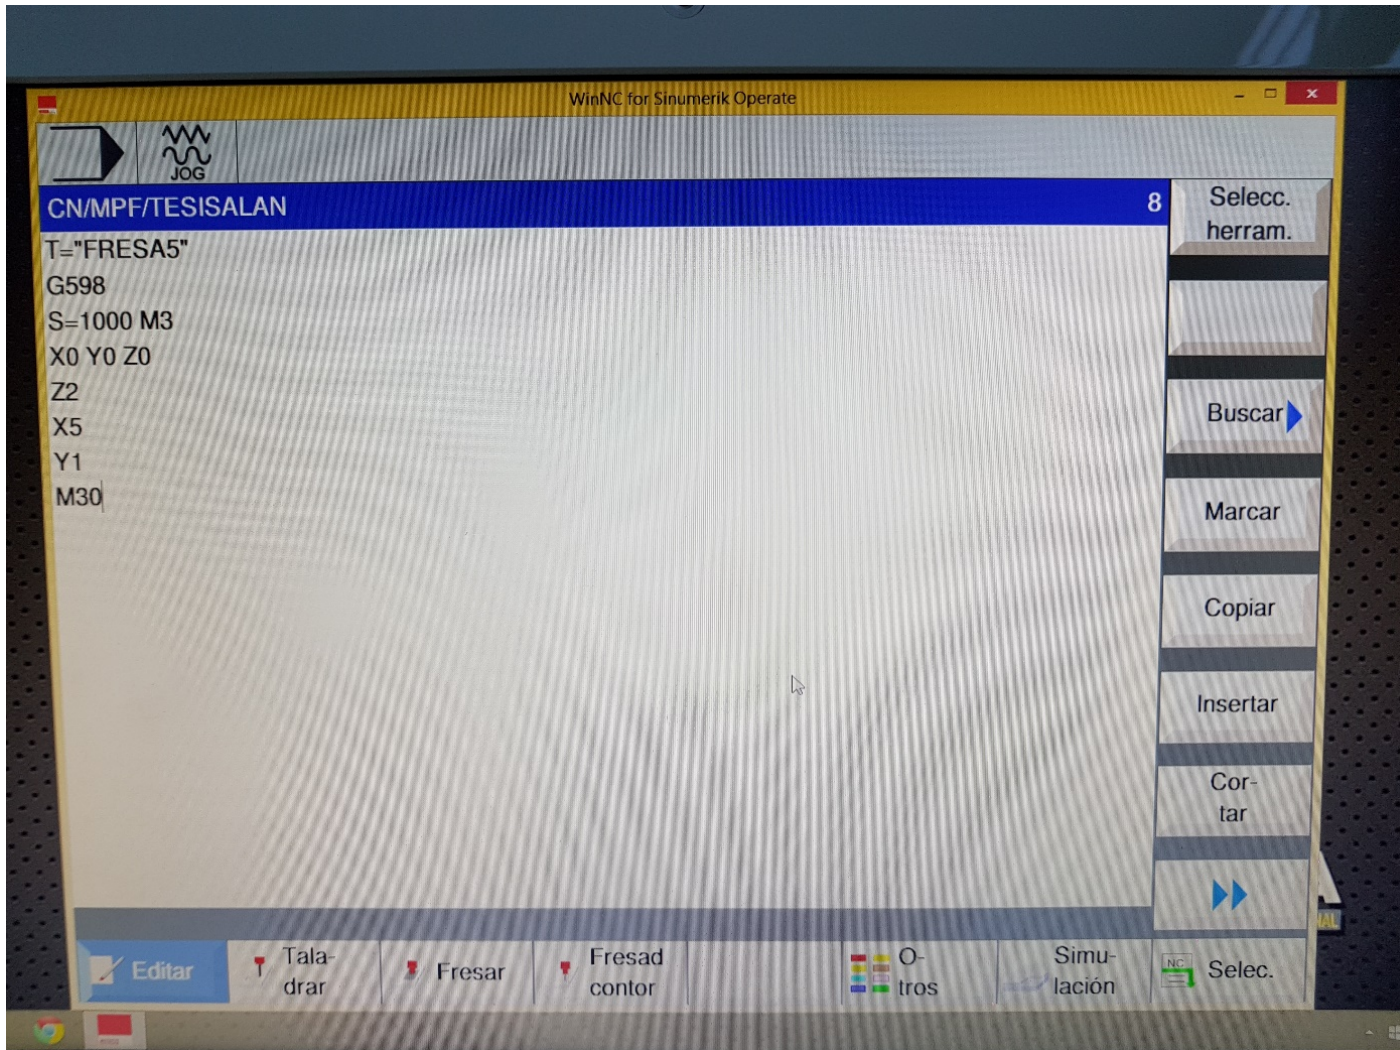 WinNC for Sinumerik Operate
JOG
CN/MPF/TESISALAN
8
T="FRESA5"
G598
S=1000 M3
X0 Y0 Z0
Z2
X5
Y1
M30
Selecc.
herram.
Buscar
Marcar
Copiar
Insertar
Cor-
tar
Editar
Tala-
drar
Fresar
Fresad
contor
O-
tros
Simu-
lación
NC
Selec.